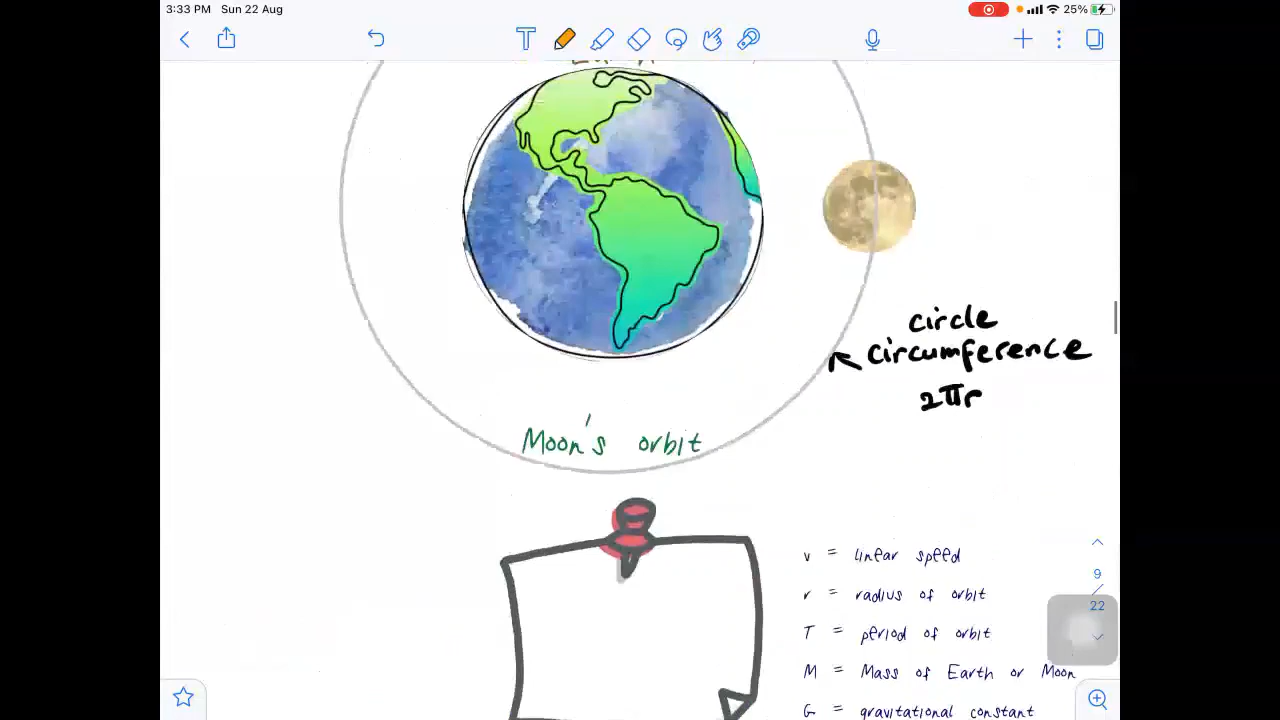 3:33 PM Sun 22 Aug
25%
circle
circumference
2πr
Moon's orbit
v = linear speed
r = radius of orbit
T = period of orbit
M = Mass of Earth or Moon
G = gravitational constant
9
/
22